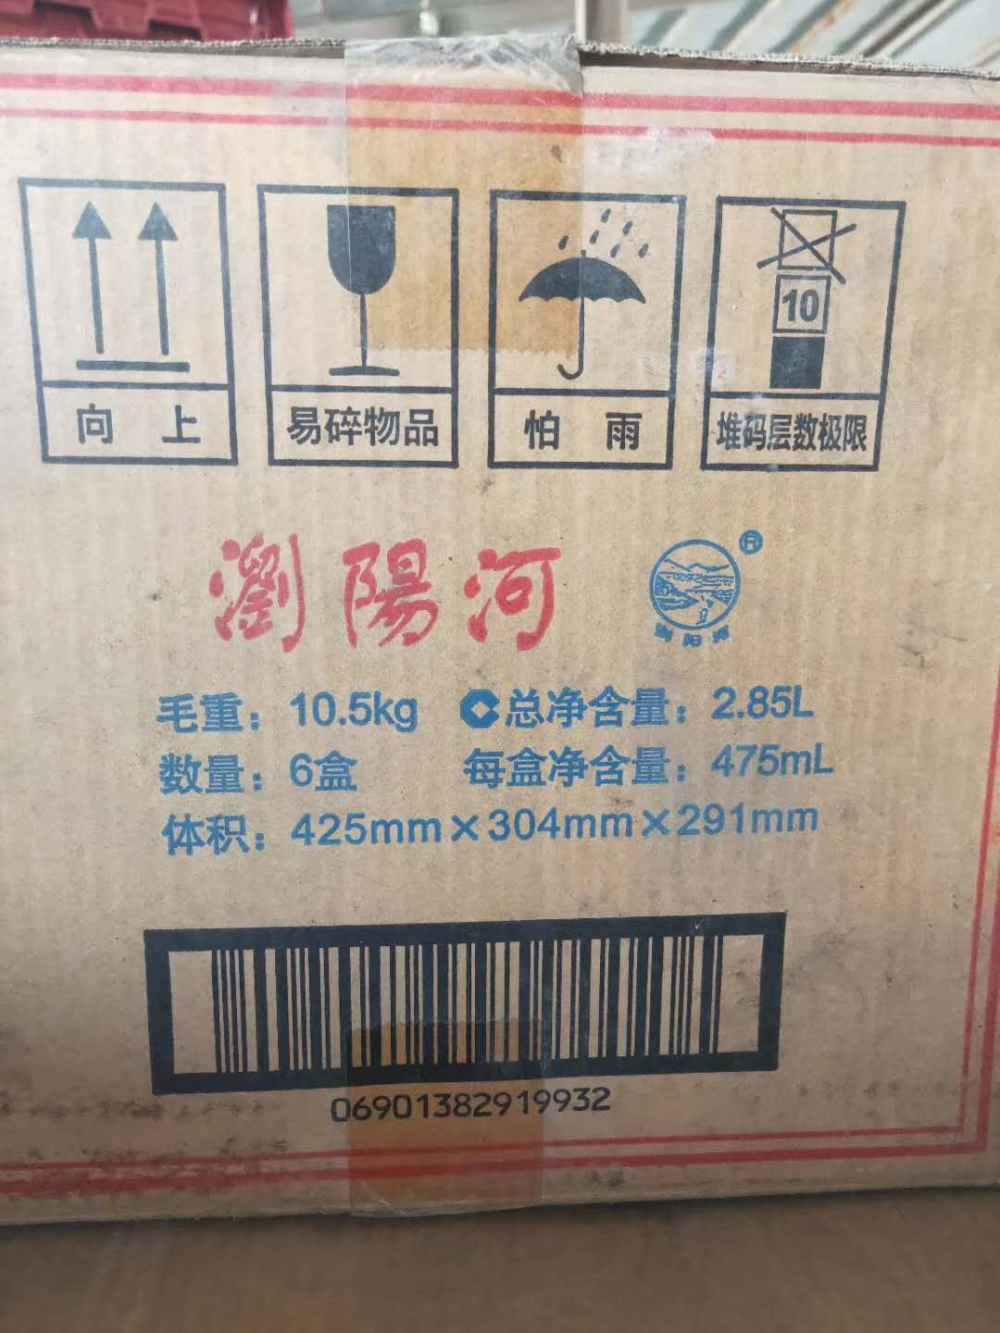 10
向上 易碎物品 怕雨 堆码层数极限
瀏陽河 ®
毛重：10.5kg C总净含量：2.85L
数量：6盒 每盒净含量：475mL
体积：425mm×304mm×291mm
06901382919932